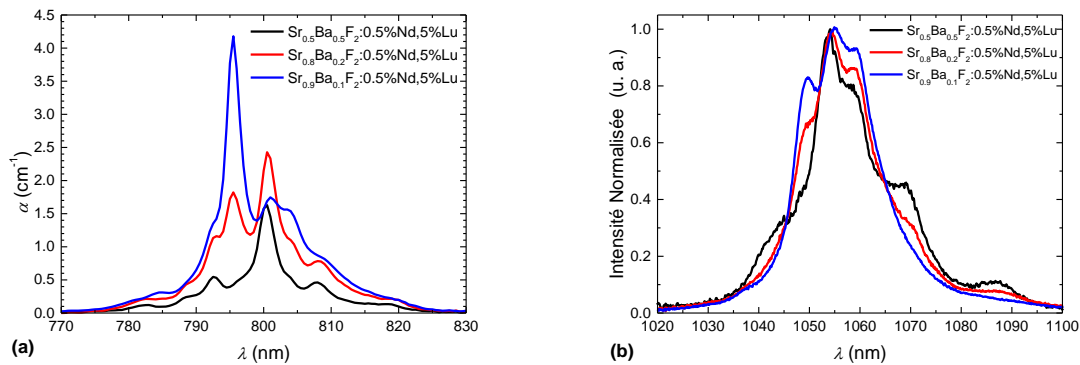 4.5
4.0
3.5
3.0
2.5
2.0
1.5
1.0
0.5
0.0
α (cm⁻¹)
Sr₀.₅Ba₀.₅F₂:0.5%Nd,5%Lu
Sr₀.₈Ba₀.₂F₂:0.5%Nd,5%Lu
Sr₀.₉Ba₀.₁F₂:0.5%Nd,5%Lu
770 780 790 800 810 820 830
λ (nm)
(a)
1.0
0.8
0.6
0.4
0.2
0.0
Intensité Normalisée (u. a.)
Sr₀.₅Ba₀.₅F₂:0.5%Nd,5%Lu
Sr₀.₈Ba₀.₂F₂:0.5%Nd,5%Lu
Sr₀.₉Ba₀.₁F₂:0.5%Nd,5%Lu
1020 1030 1040 1050 1060 1070 1080 1090 1100
λ (nm)
(b)